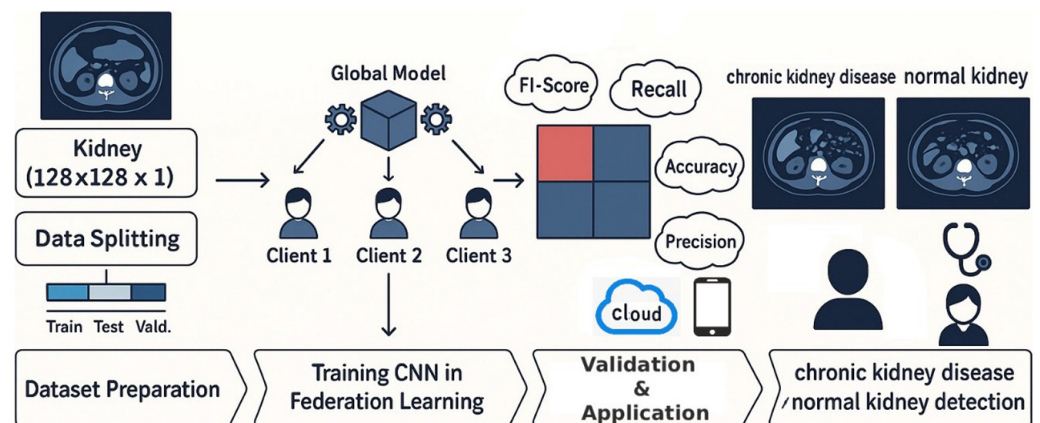 Kidney
(128x128 x 1)
Data Splitting
Train Test Vald.
Global Model
Client 1 Client 2 Client 3
FI-Score
Recall
Accuracy
Precision
cloud
chronic kidney disease normal kidney
Dataset Preparation
Training CNN in
Federation Learning
Validation
&
Application
chronic kidney disease
/normal kidney detection